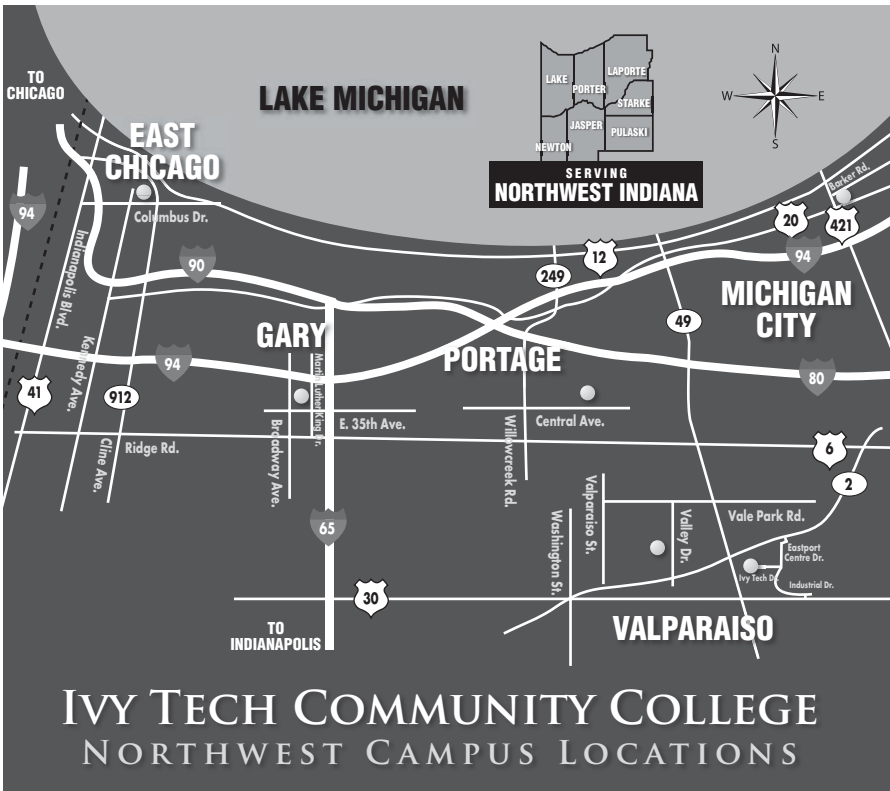 TO
CHICAGO
LAKE MICHIGAN
LAKE
PORTER
LAPORTE
STARKE
JASPER
PULASKI
NEWTON
SERVING
NORTHWEST INDIANA
N
W
E
S
EAST
CHICAGO
Columbus Dr.
Barker Rd.
94
20
421
12
94
90
249
Indianapolis Blvd.
MICHIGAN
CITY
49
GARY
PORTAGE
94
80
Kennedy Ave.
41
912
Martin Luther King Dr.
E. 35th Ave.
Central Ave.
Broadway Ave.
Willowcreek Rd.
Ridge Rd.
Cline Ave.
6
2
65
Valparaiso St.
Washington St.
Valley Dr.
Vale Park Rd.
Eastport
Centre Dr.
Ivy Tech Dr.
Industrial Dr.
30
TO
INDIANAPOLIS
VALPARAISO
IVY TECH COMMUNITY COLLEGE
NORTHWEST CAMPUS LOCATIONS